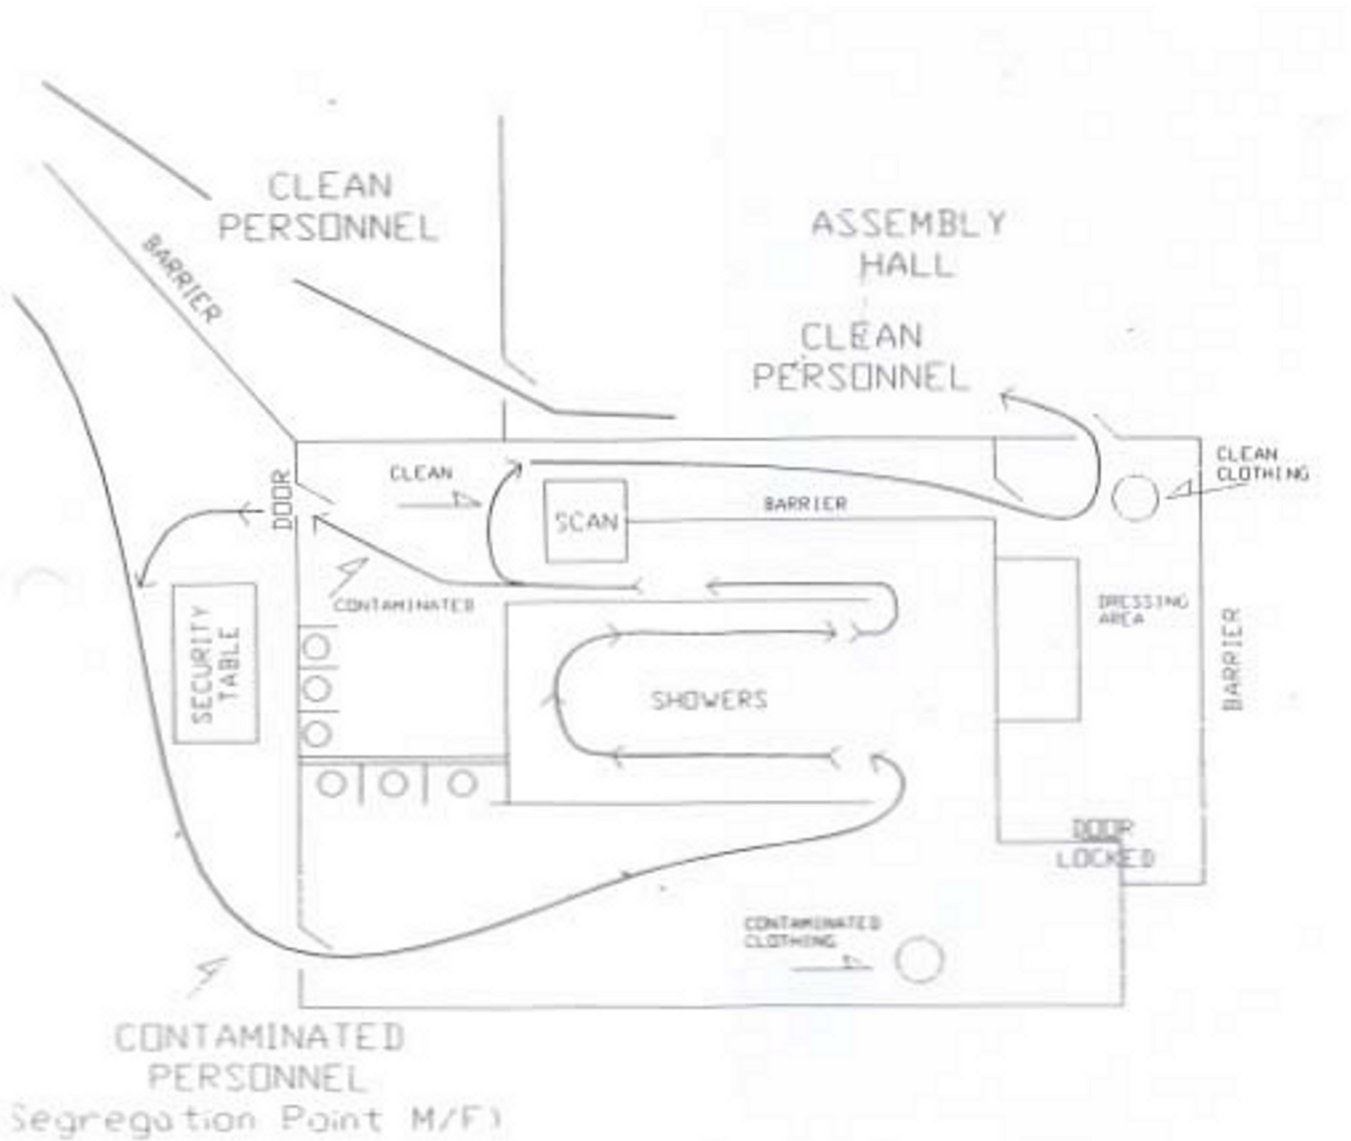 CLEAN
PERSONNEL
BARRIER
ASSEMBLY
HALL
CLEAN
PERSONNEL
CLEAN
CLOTHING
DOOR
CLEAN
SCAN
BARRIER
CONTAMINATED
DRESSING
AREA
SECURITY
TABLE
BARRIER
SHOWERS
DOOR
LOCKED
CONTAMINATED
CLOTHING
CONTAMINATED
PERSONNEL
Segregation Point M/F)